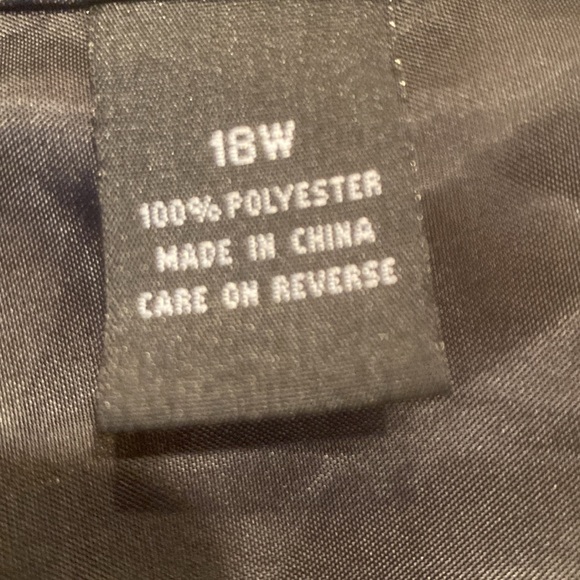 18W
100% POLYESTER
MADE IN CHINA
CARE ON REVERSE